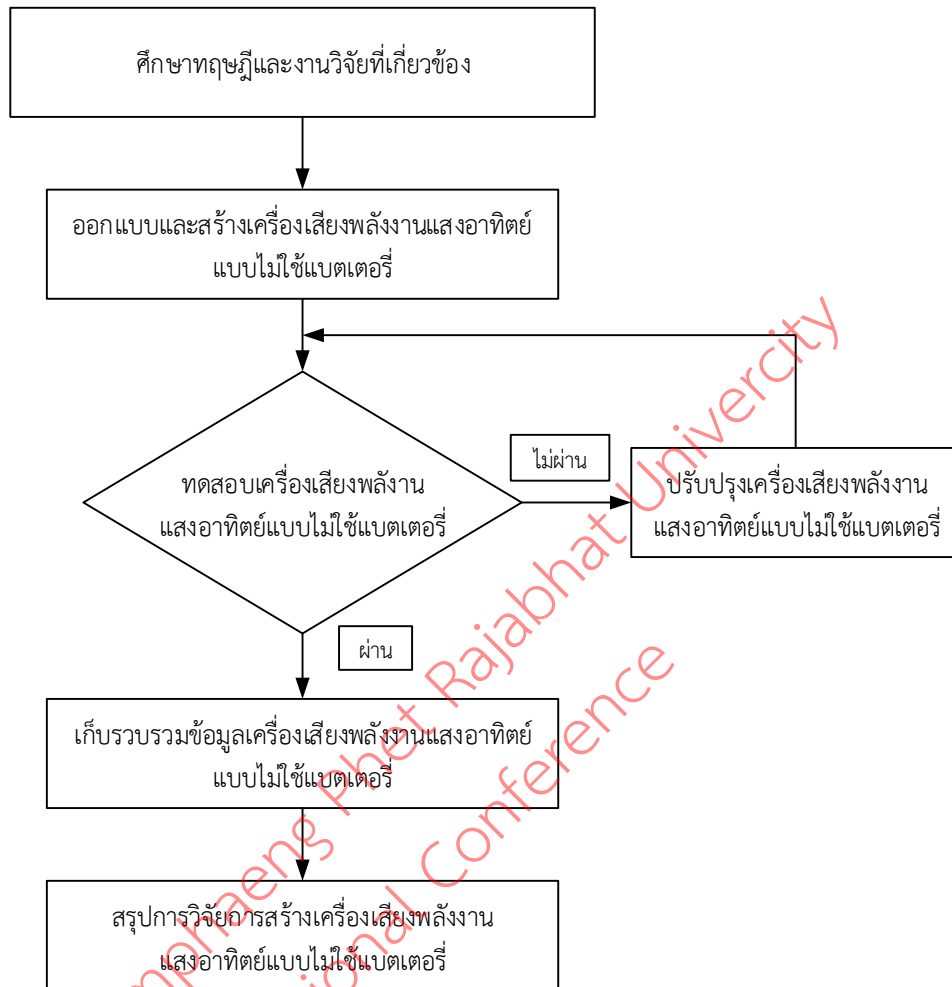 ศึกษาทฤษฎีและงานวิจัยที่เกี่ยวข้อง
ออกแบบและสร้างเครื่องเสียงพลังงานแสงอาทิตย์
แบบไม่ใช้แบตเตอรี่
ทดสอบเครื่องเสียงพลังงาน
แสงอาทิตย์แบบไม่ใช้แบตเตอรี่
ไม่ผ่าน
ปรับปรุงเครื่องเสียงพลังงาน
แสงอาทิตย์แบบไม่ใช้แบตเตอรี่
ผ่าน
เก็บรวบรวมข้อมูลเครื่องเสียงพลังงานแสงอาทิตย์
แบบไม่ใช้แบตเตอรี่
สรุปการวิจัยการสร้างเครื่องเสียงพลังงาน
แสงอาทิตย์แบบไม่ใช้แบตเตอรี่
Phet Rajabhat Univercity
Conference